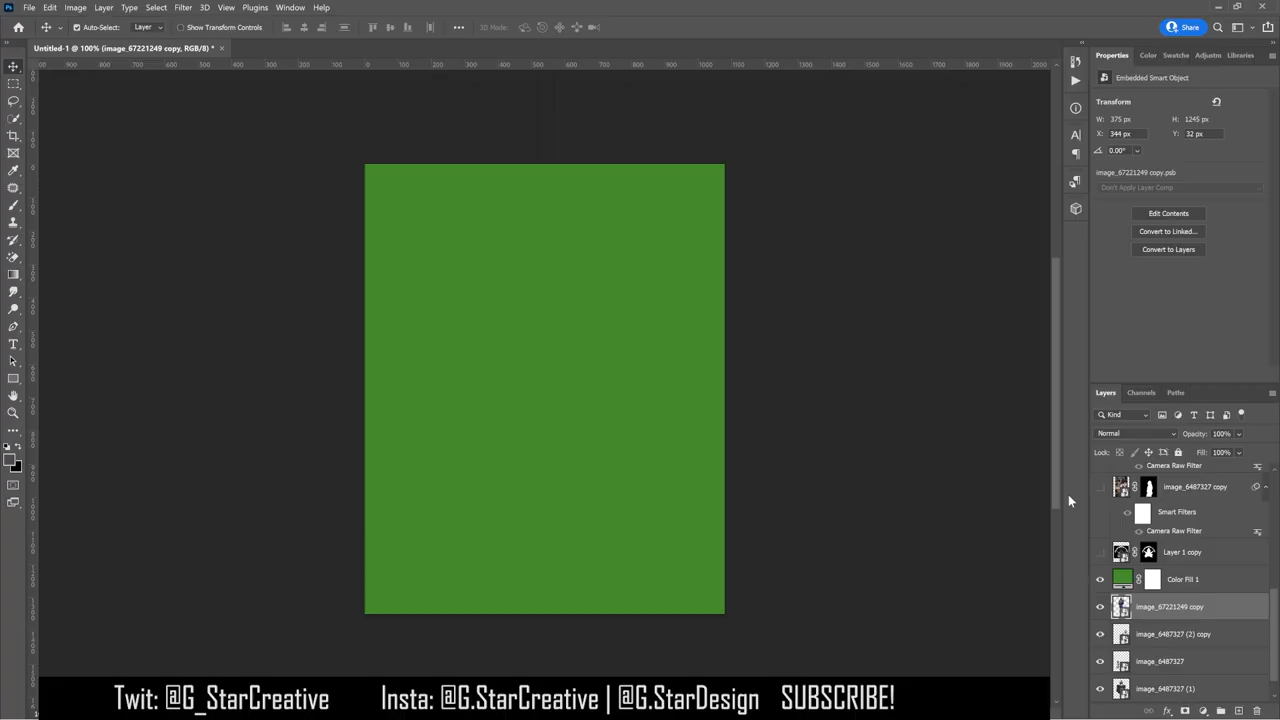 File Edit Image Layer Type Select Filter 3D View Plugins Window Help
Auto-Select: Layer Show Transform Controls 3D Mode: Share
Untitled-1 @ 100% (image_67221249 copy, RGB/8) *
Properties Color Swatche Adjustm Libraries
Embedded Smart Object
Transform
W: 375 px H: 1245 px
X: 344 px Y: 32 px
0.00°
image_67221249 copy.psb
Don't Apply Layer Comp
Edit Contents
Convert to Linked...
Convert to Layers
Layers Channels Paths
Kind
Normal Opacity: 100%
Lock: Fill: 100%
Camera Raw Filter
image_6487327 copy
Smart Filters
Camera Raw Filter
Layer 1 copy
Color Fill 1
image_67221249 copy
image_6487327 (2) copy
image_6487327
image_6487327 (1)
Twit: @G_StarCreative Insta: @G.StarCreative | @G.StarDesign SUBSCRIBE!